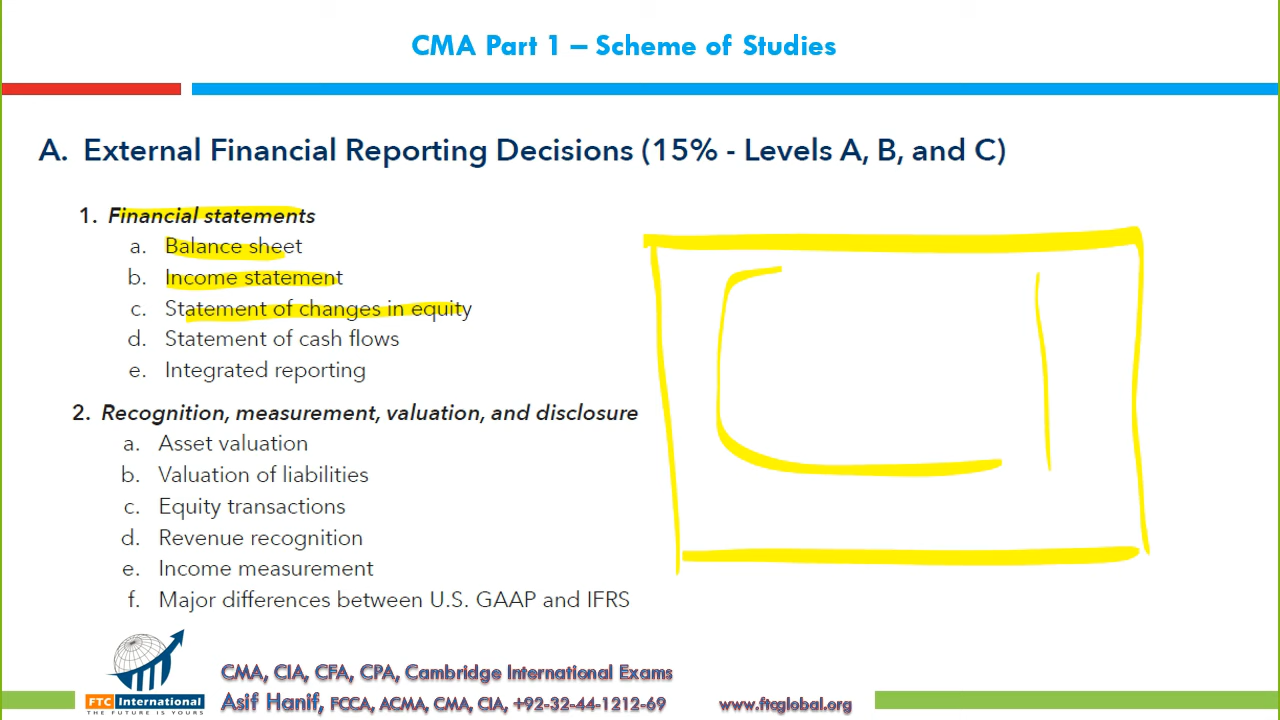 CMA Part 1 – Scheme of Studies
A. External Financial Reporting Decisions (15% - Levels A, B, and C)
1. Financial statements
a. Balance sheet
b. Income statement
c. Statement of changes in equity
d. Statement of cash flows
e. Integrated reporting
2. Recognition, measurement, valuation, and disclosure
a. Asset valuation
b. Valuation of liabilities
c. Equity transactions
d. Revenue recognition
e. Income measurement
f. Major differences between U.S. GAAP and IFRS
FTC International
THE FUTURE IS YOURS
CMA, CIA, CFA, CPA, Cambridge International Exams
Asif Hanif, FCCA, ACMA, CMA, CIA, +92-32-44-1212-69
www.ftcglobal.org